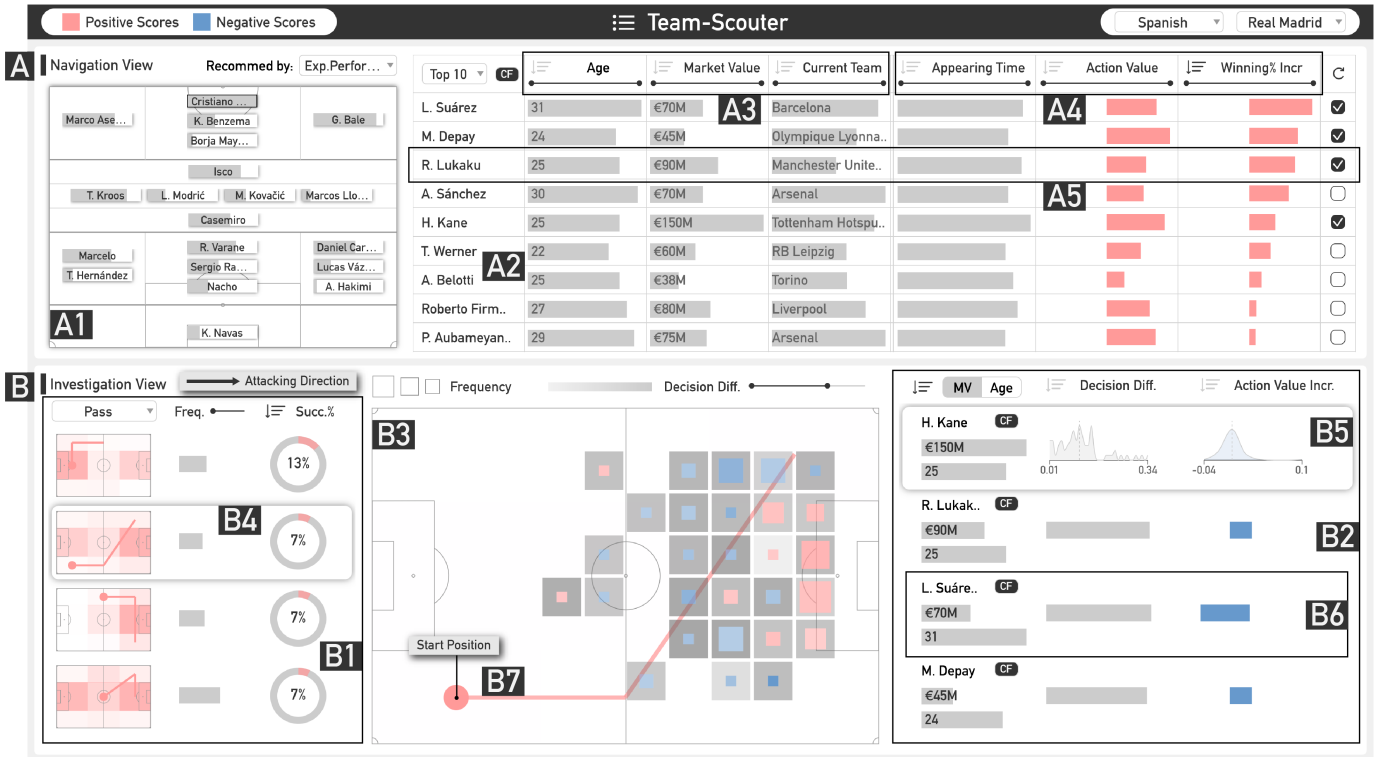 Positive Scores Negative Scores Team-Scouter Spanish Real Madrid
A Navigation View Recommed by: Exp.Perfor...
Marco Ase... Cristiano ... G. Bale
K. Benzema
Borja May...
Isco
T. Kroos L. Modrić M. Kovačić Marcos Llo...
Casemiro
Marcelo R. Varane Daniel Car...
T. Hernández Sergio Ra... Lucas Váz...
Nacho A. Hakimi
A1 K. Navas
Top 10 CF Age Market Value Current Team Appearing Time Action Value Winning% Incr
L. Suárez 31 €70M A3 Barcelona A4
M. Depay 24 €45M Olympique Lyonna..
R. Lukaku 25 €90M Manchester Unite..
A. Sánchez 30 €70M Arsenal A5
H. Kane 25 €150M Tottenham Hotspu..
T. Werner A2 22 €60M RB Leipzig
A. Belotti 25 €38M Torino
Roberto Firm.. 27 €80M Liverpool
P. Aubameyan.. 29 €75M Arsenal
B Investigation View Attacking Direction
Pass Freq. Succ.%
13%
B4 7%
7%
B1
7%
Frequency Decision Diff.
B3
Start Position
B7
MV Age Decision Diff. Action Value Incr.
H. Kane CF B5
€150M
25 0.01 0.34 -0.04 0.1
R. Lukak.. CF
€90M B2
25
L. Suáre.. CF
€70M B6
31
M. Depay CF
€45M
24